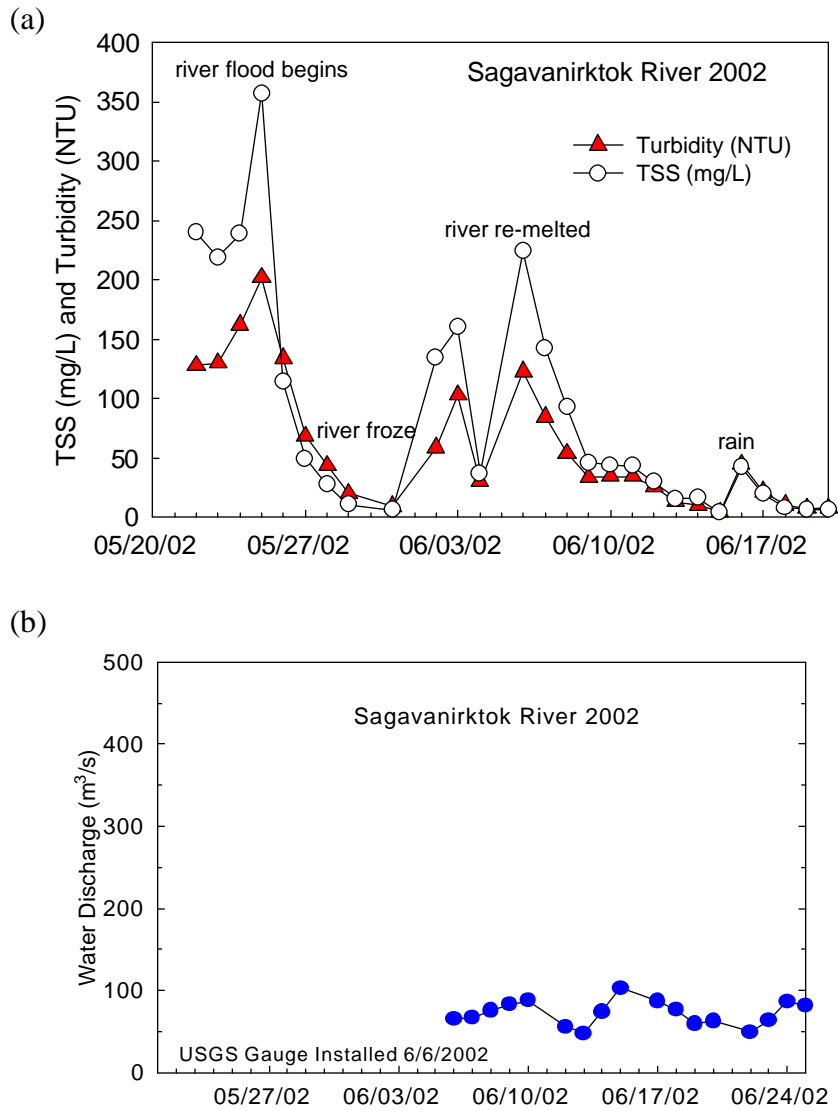 (a)
400
350
300
250
200
150
100
50
0
TSS (mg/L) and Turbidity (NTU)
river flood begins
Sagavanirktok River 2002
Turbidity (NTU)
TSS (mg/L)
river re-melted
river froze
rain
05/20/02 05/27/02 06/03/02 06/10/02 06/17/02
(b)
500
400
300
200
100
0
Water Discharge (m³/s)
Sagavanirktok River 2002
USGS Gauge Installed 6/6/2002
05/27/02 06/03/02 06/10/02 06/17/02 06/24/02